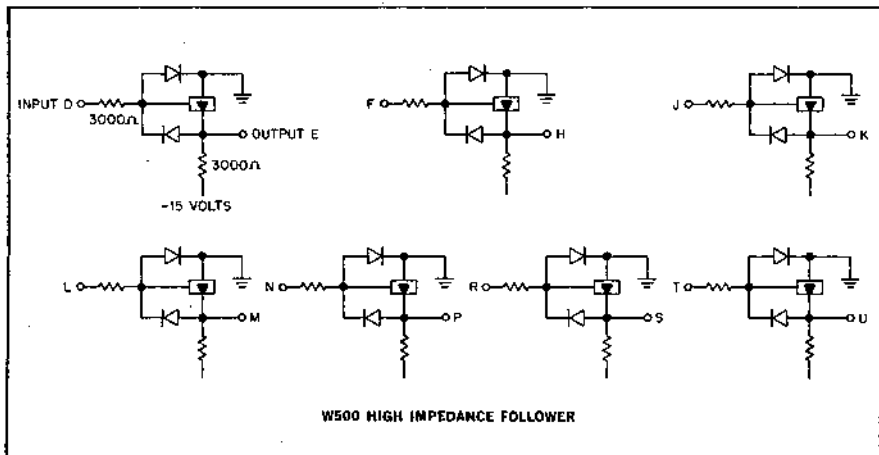 INPUT D
3000Ω
OUTPUT E
3000Ω
-15 VOLTS
F
H
J
K
L
M
N
P
R
S
T
U
W500 HIGH IMPEDANCE FOLLOWER